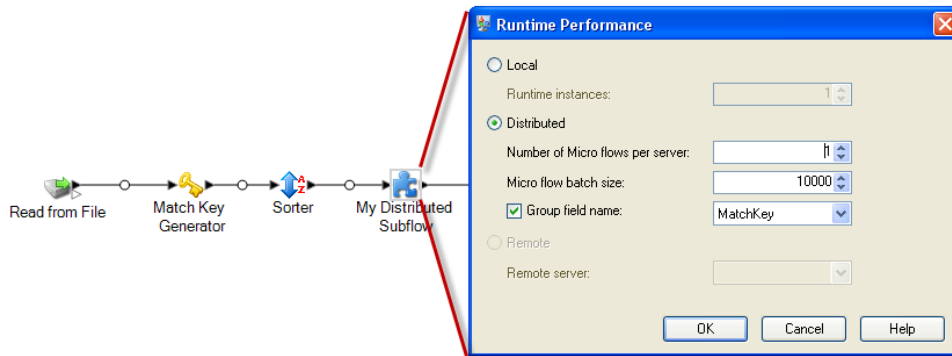 Runtime Performance
Local
Runtime instances: 1
Distributed
Number of Micro flows per server: 1
Micro flow batch size: 10000
Group field name: MatchKey
Remote
Remote server:
OK Cancel Help
Read from File
Match Key
Generator
A
Z
Sorter
My Distributed
Subflow